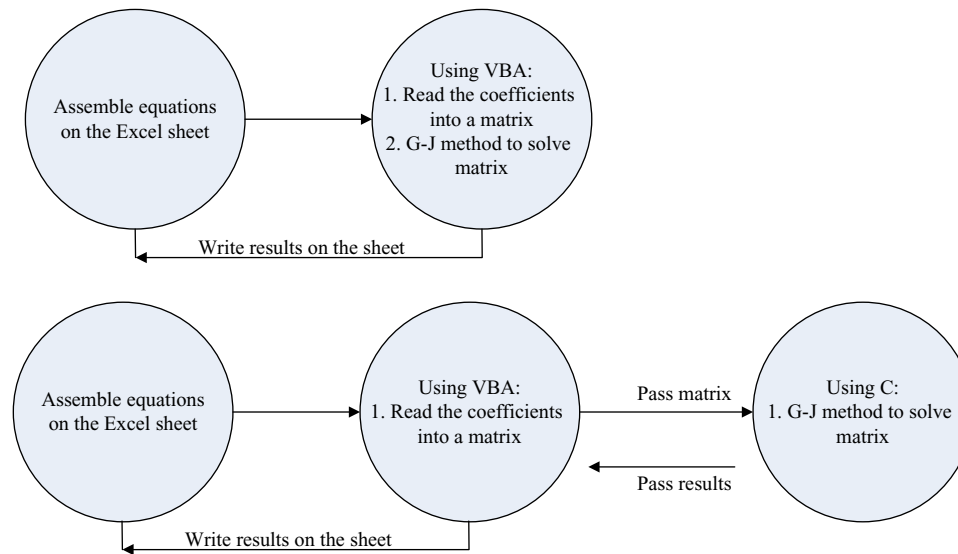 Assemble equations
on the Excel sheet
Using VBA:
1. Read the coefficients
into a matrix
2. G-J method to solve
matrix
Write results on the sheet
Assemble equations
on the Excel sheet
Using VBA:
1. Read the coefficients
into a matrix
Pass matrix
Pass results
Using C:
1. G-J method to solve
matrix
Write results on the sheet